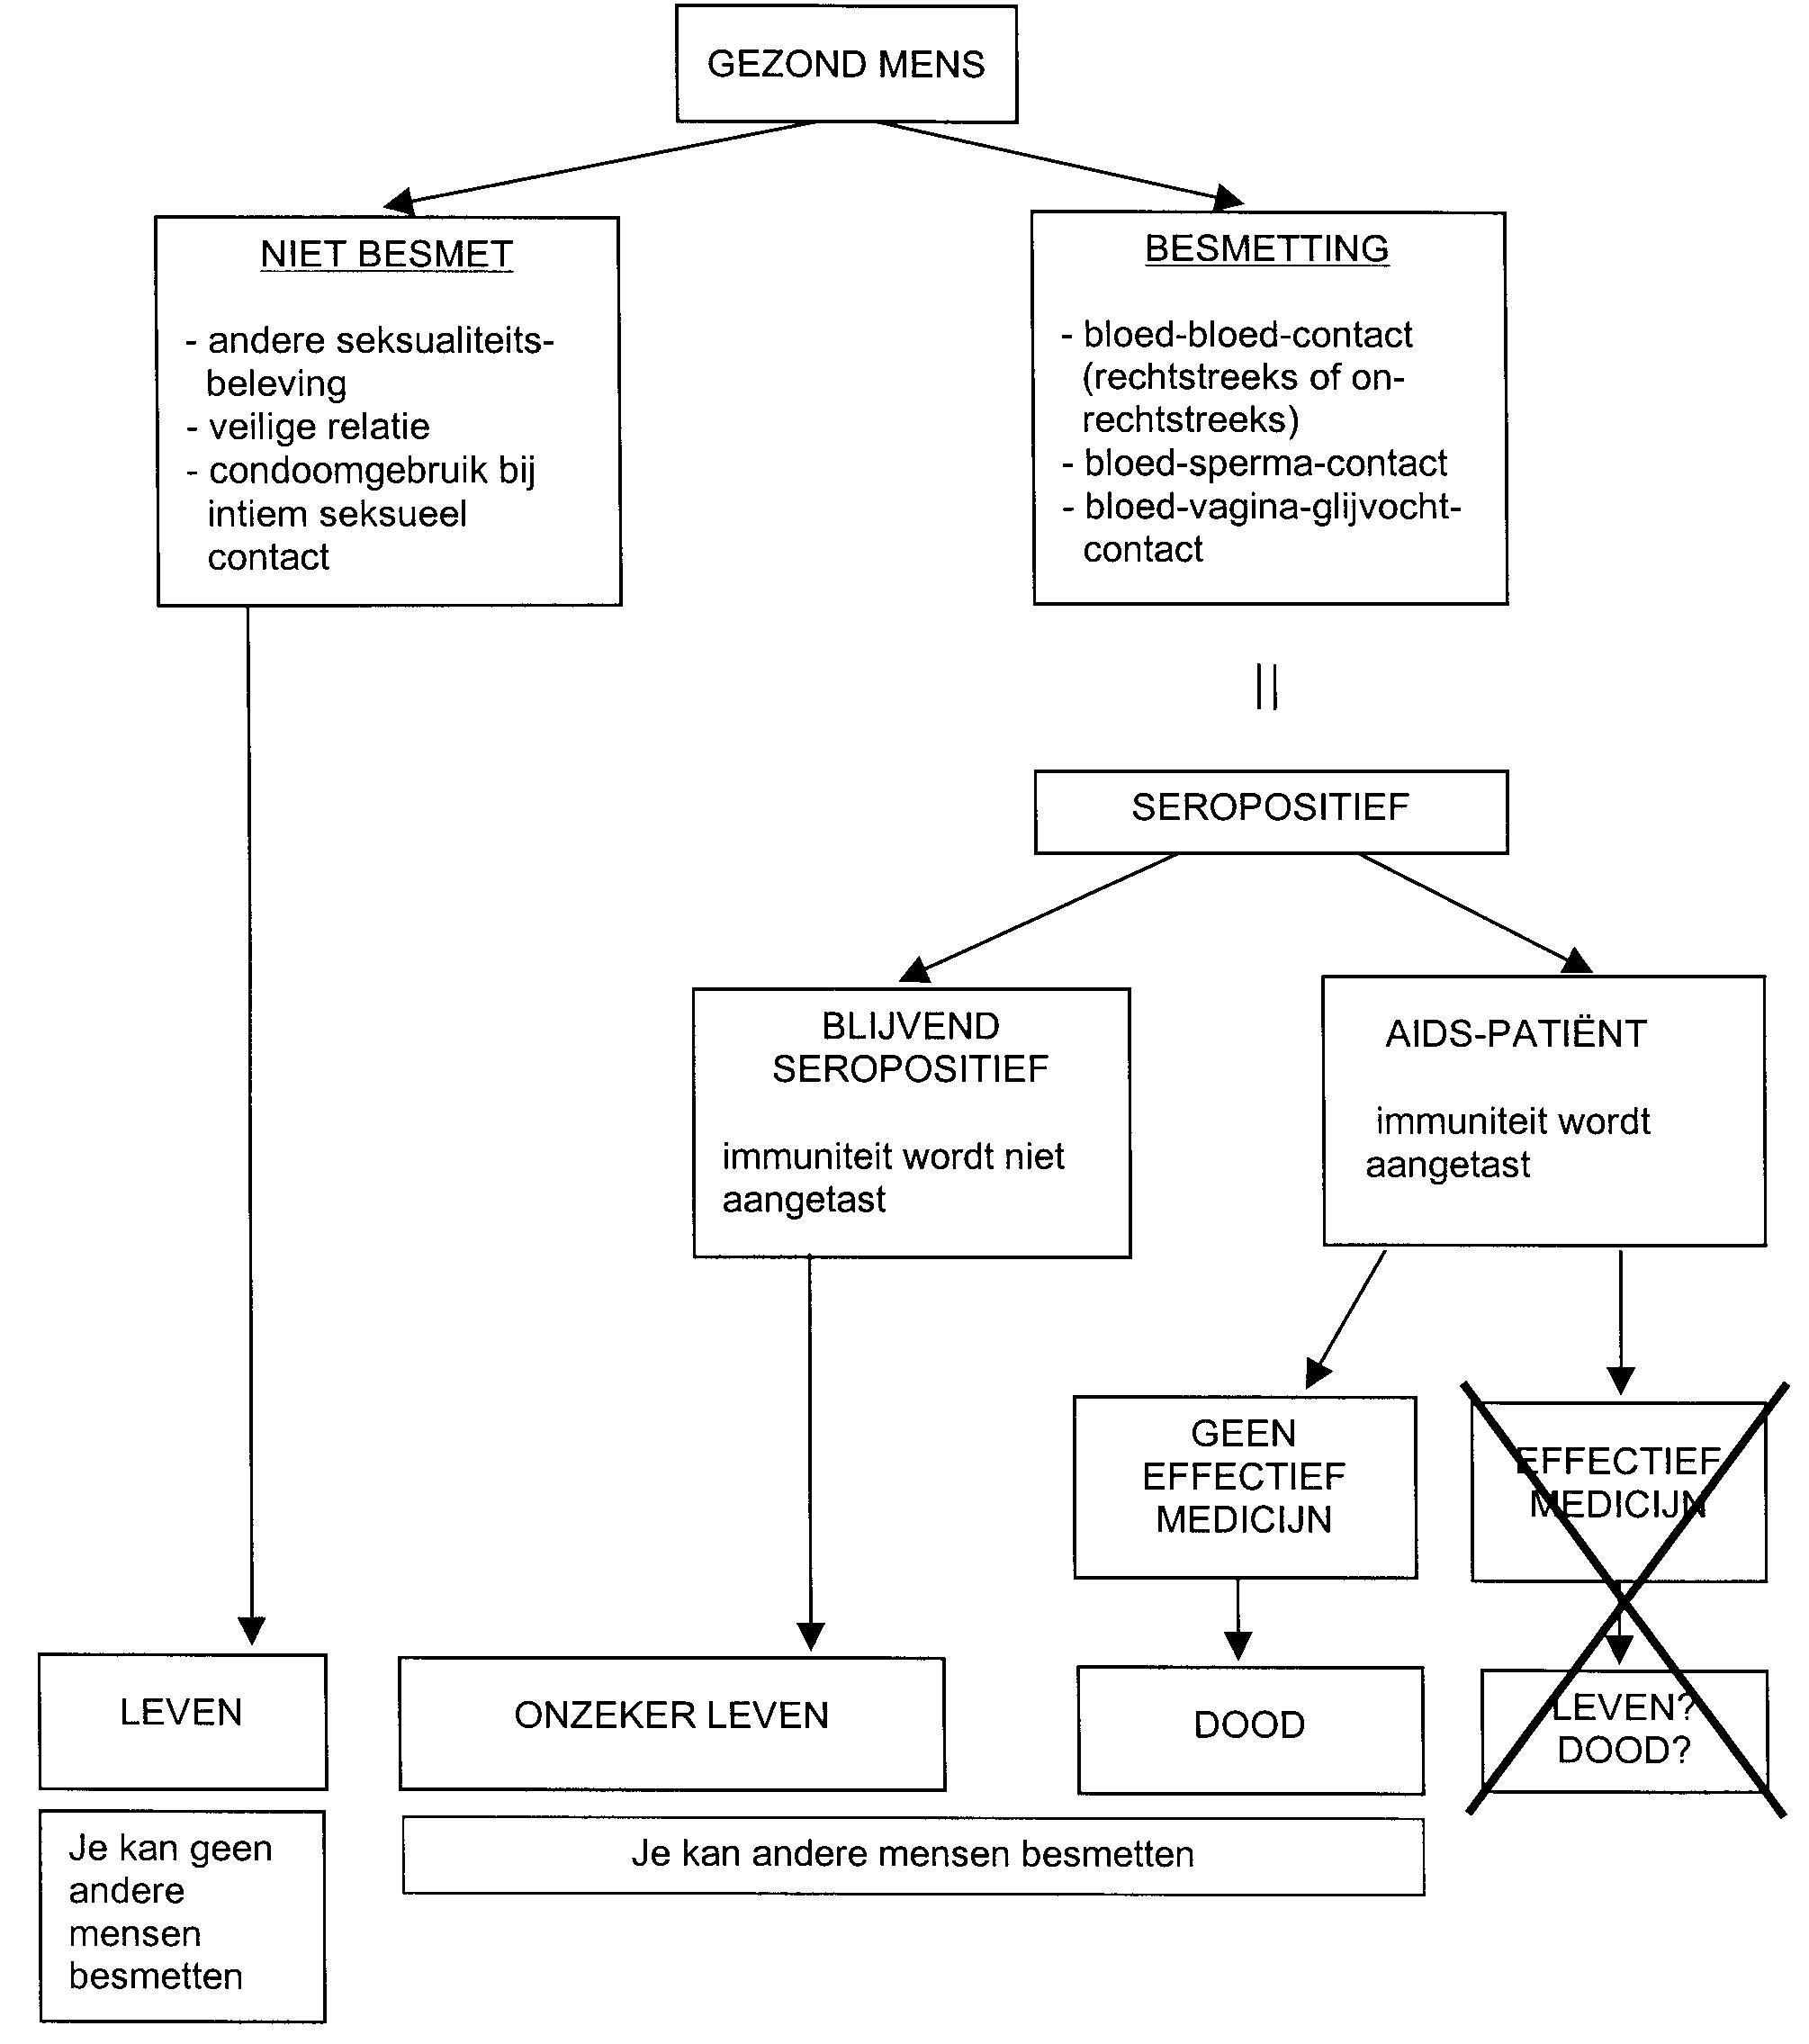 GEZOND MENS
NIET BESMET
- andere seksualiteits-
beleving
- veilige relatie
- condoomgebruik bij
intiem seksueel
contact
BESMETTING
- bloed-bloed-contact
(rechtstreeks of on-
rechtstreeks)
- bloed-sperma-contact
- bloed-vagina-glijvocht-
contact
SEROPOSITIEF
BLIJVEND
SEROPOSITIEF
immuniteit wordt niet
aangetast
AIDS-PATIËNT
immuniteit wordt
aangetast
GEEN
EFFECTIEF
MEDICIJN
EFFECTIEF
MEDICIJN
LEVEN
ONZEKER LEVEN
DOOD
LEVEN?
DOOD?
Je kan geen
andere
mensen
besmetten
Je kan andere mensen besmetten